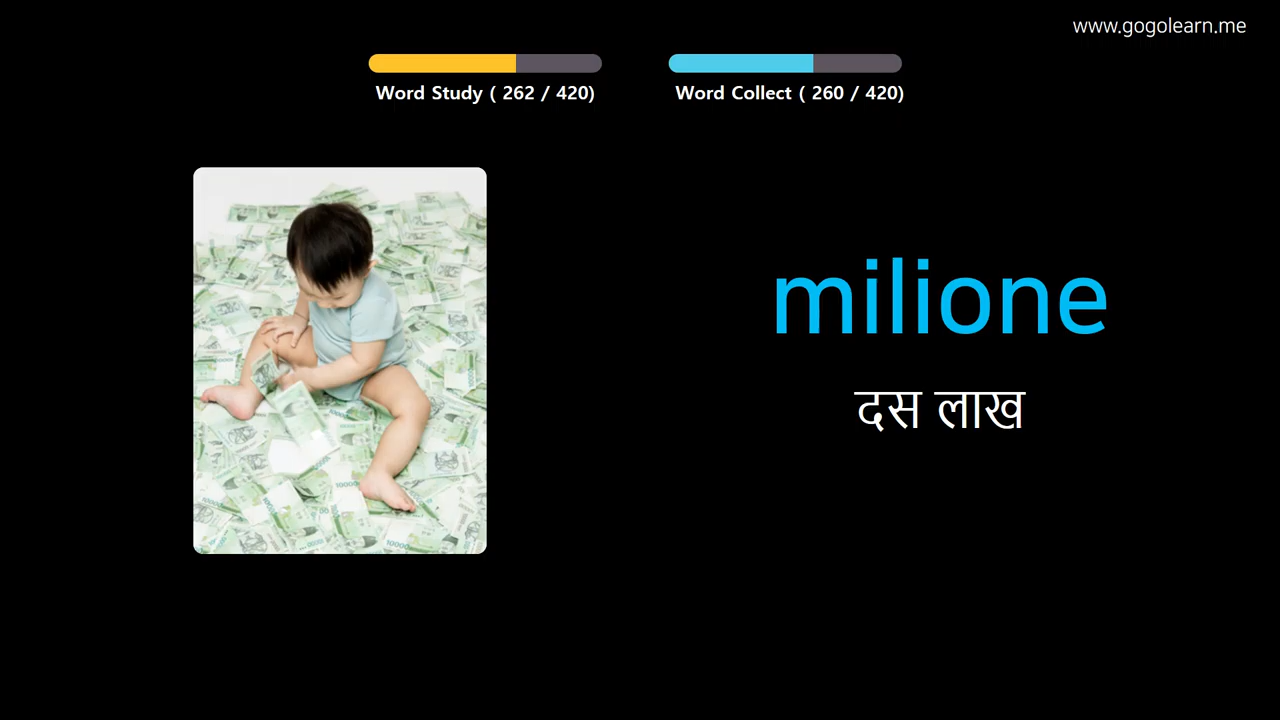 www.gogolearn.me
Word Study ( 262 / 420)
Word Collect ( 260 / 420)
milione
दस लाख